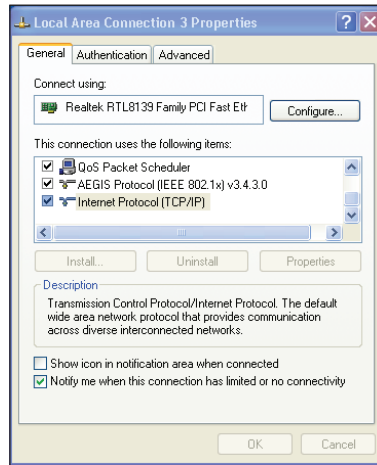 Local Area Connection 3 Properties
General Authentication Advanced
Connect using:
Realtek RTL8139 Family PCI Fast Eth
Configure...
This connection uses the following items:
QoS Packet Scheduler
AEGIS Protocol (IEEE 802.1x) v3.4.3.0
Internet Protocol (TCP/IP)
Install... Uninstall Properties
Description
Transmission Control Protocol/Internet Protocol. The default
wide area network protocol that provides communication
across diverse interconnected networks.
Show icon in notification area when connected
Notify me when this connection has limited or no connectivity
OK Cancel